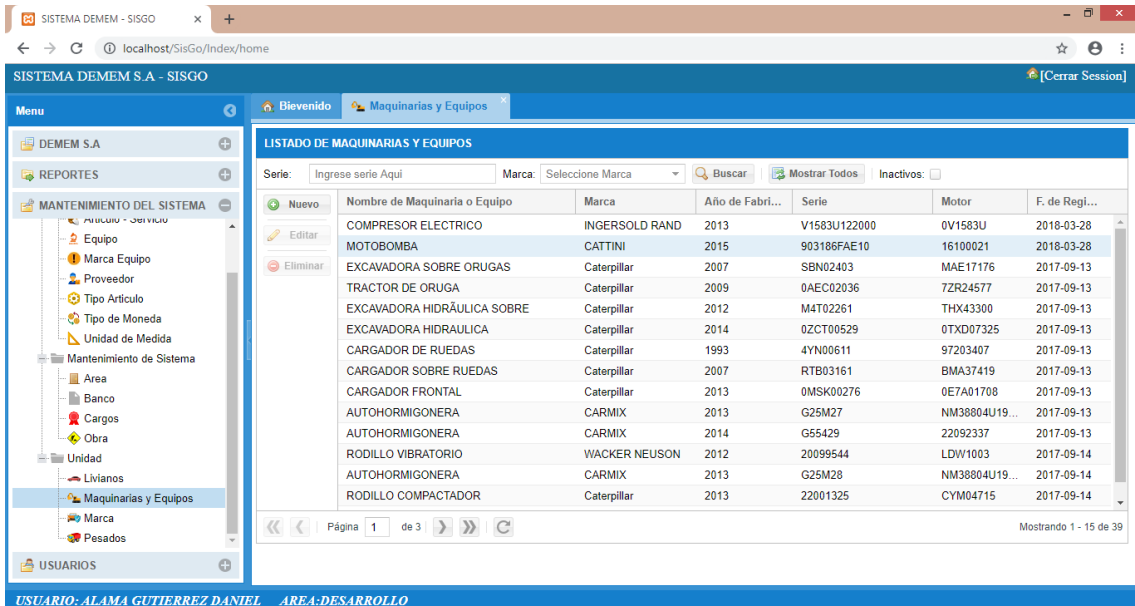 SISTEMA DEMEM - SISGO
localhost/SisGo/Index/home
SISTEMA DEMEM S.A - SISGO
[Cerrar Session]
Menu
Bievenido
Maquinarias y Equipos
DEMEM S.A
REPORTES
MANTENIMIENTO DEL SISTEMA
Articulo - Servicio
Equipo
Marca Equipo
Proveedor
Tipo Articulo
Tipo de Moneda
Unidad de Medida
Mantenimiento de Sistema
Area
Banco
Cargos
Obra
Unidad
Livianos
Maquinarias y Equipos
Marca
Pesados
USUARIOS
LISTADO DE MAQUINARIAS Y EQUIPOS
Serie: Ingrese serie Aqui Marca: Seleccione Marca Buscar Mostrar Todos Inactivos:
Nuevo
Editar
Eliminar
Nombre de Maquinaria o Equipo Marca Año de Fabri... Serie Motor F. de Regi...
COMPRESOR ELECTRICO INGERSOLD RAND 2013 V1583U122000 0V1583U 2018-03-28
MOTOBOMBA CATTINI 2015 903186FAE10 16100021 2018-03-28
EXCAVADORA SOBRE ORUGAS Caterpillar 2007 SBN02403 MAE17176 2017-09-13
TRACTOR DE ORUGA Caterpillar 2009 0AEC02036 7ZR24577 2017-09-13
EXCAVADORA HIDRÃULICA SOBRE Caterpillar 2012 M4T02261 THX43300 2017-09-13
EXCAVADORA HIDRAULICA Caterpillar 2014 0ZCT00529 0TXD07325 2017-09-13
CARGADOR DE RUEDAS Caterpillar 1993 4YN00611 97203407 2017-09-13
CARGADOR SOBRE RUEDAS Caterpillar 2007 RTB03161 BMA37419 2017-09-13
CARGADOR FRONTAL Caterpillar 2013 0MSK00276 0E7A01708 2017-09-13
AUTOHORMIGONERA CARMIX 2013 G25M27 NM38804U19... 2017-09-13
AUTOHORMIGONERA CARMIX 2014 G55429 22092337 2017-09-13
RODILLO VIBRATORIO WACKER NEUSON 2012 20099544 LDW1003 2017-09-14
AUTOHORMIGONERA CARMIX 2013 G25M28 NM38804U19... 2017-09-14
RODILLO COMPACTADOR Caterpillar 2013 22001325 CYM04715 2017-09-14
Página 1 de 3 Mostrando 1 - 15 de 39
USUARIO: ALAMA GUTIERREZ DANIEL AREA:DESARROLLO